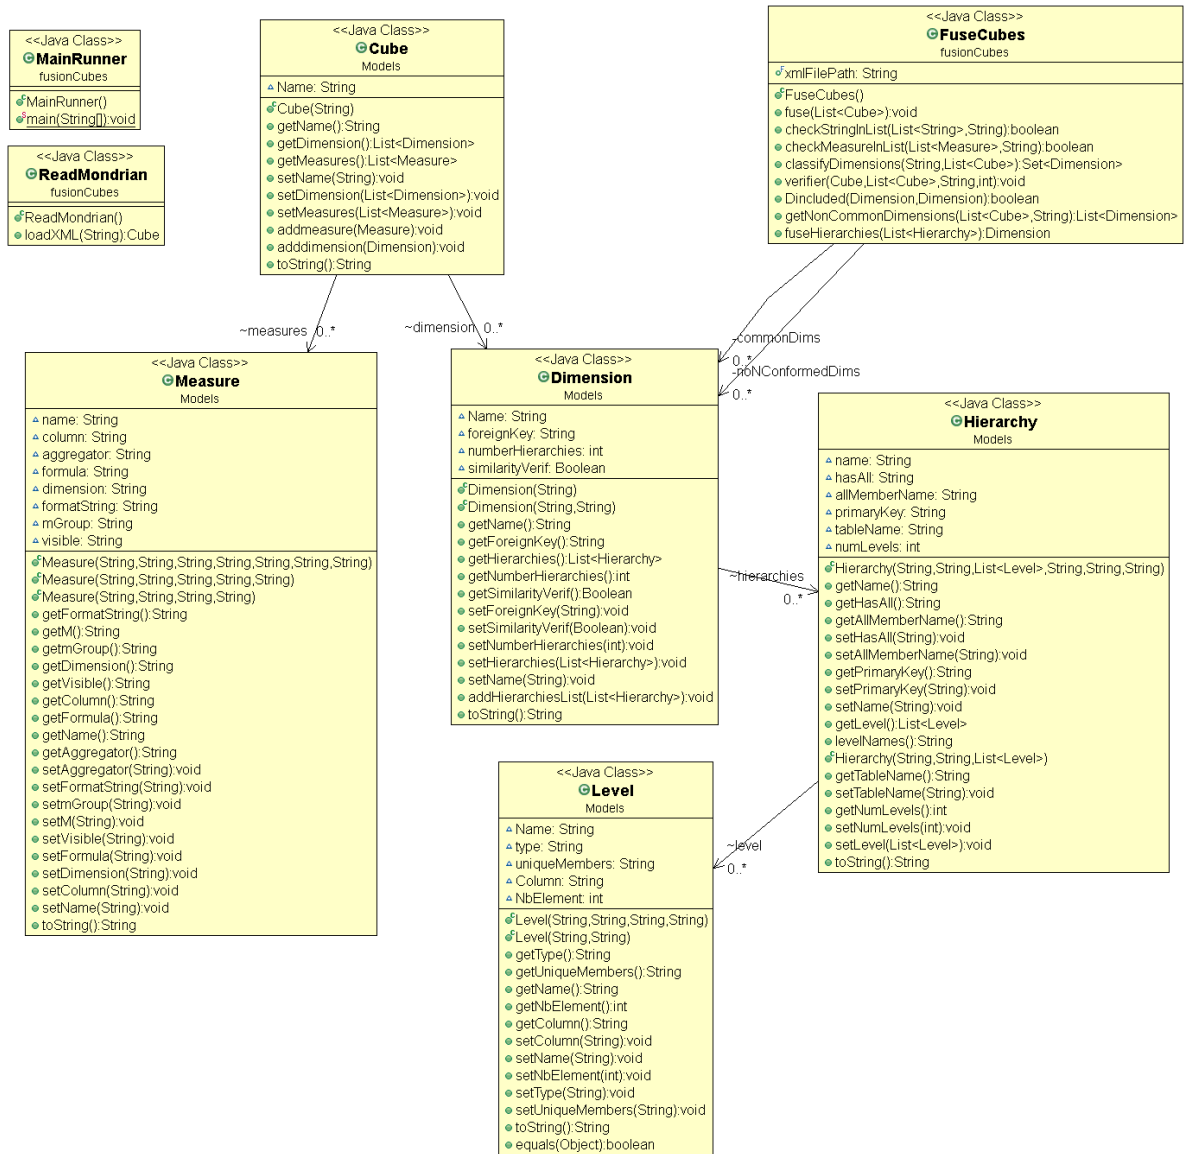 <<Java Class>>
MainRunner
fusionCubes
MainRunner()
main(String[]):void
<<Java Class>>
ReadMondrian
fusionCubes
ReadMondrian()
loadXML(String):Cube
<<Java Class>>
Cube
Models
Name: String
Cube(String)
getName():String
getDimension():List<Dimension>
getMeasures():List<Measure>
setName(String):void
setDimension(List<Dimension>):void
setMeasures(List<Measure>):void
addmeasure(Measure):void
adddimension(Dimension):void
toString():String
<<Java Class>>
FuseCubes
fusionCubes
xmlFilePath: String
FuseCubes()
fuse(List<Cube>):void
checkStringInList(List<String>,String):boolean
checkMeasureInList(List<Measure>,String):boolean
classifyDimensions(String,List<Cube>):Set<Dimension>
verifier(Cube,List<Cube>,String,int):void
Dincluded(Dimension,Dimension):boolean
getNonCommonDimensions(List<Cube>,String):List<Dimension>
fuseHierarchies(List<Hierarchy>):Dimension
~measures 0..*
~dimension 0..*
-commonDims
0..*
-noNConformedDims
0..*
<<Java Class>>
Measure
Models
name: String
column: String
aggregator: String
formula: String
dimension: String
formatString: String
mGroup: String
visible: String
Measure(String,String,String,String,String,String)
Measure(String,String,String,String,String)
Measure(String,String,String,String)
getFormatString():String
getM():String
getmGroup():String
getDimension():String
getVisible():String
getColumn():String
getFormula():String
getName():String
getAggregator():String
setAggregator(String):void
setFormatString(String):void
setmGroup(String):void
setM(String):void
setVisible(String):void
setFormula(String):void
setDimension(String):void
setColumn(String):void
setName(String):void
toString():String
<<Java Class>>
Dimension
Models
Name: String
foreignKey: String
numberHierarchies: int
similarityVerif: Boolean
Dimension(String)
Dimension(String,String)
getName():String
getForeignKey():String
getHierarchies():List<Hierarchy>
getNumberHierarchies():int
getSimilarityVerif():Boolean
setForeignKey(String):void
setSimilarityVerif(Boolean):void
setNumberHierarchies(int):void
setHierarchies(List<Hierarchy>):void
setName(String):void
addHierarchiesList(List<Hierarchy>):void
toString():String
~hierarchies
0..*
<<Java Class>>
Hierarchy
Models
name: String
hasAll: String
allMemberName: String
primaryKey: String
tableName: String
numLevels: int
Hierarchy(String,String,List<Level>,String,String,String)
getName():String
getHasAll():String
getAllMemberName():String
setHasAll(String):void
setAllMemberName(String):void
getPrimaryKey():String
setPrimaryKey(String):void
setName(String):void
getLevel():List<Level>
levelNames():String
Hierarchy(String,String,List<Level>)
getTableName():String
setTableName(String):void
getNumLevels():int
setNumLevels(int):void
setLevel(List<Level>):void
toString():String
~level
0..*
<<Java Class>>
Level
Models
Name: String
type: String
uniqueMembers: String
Column: String
NbElement: int
Level(String,String,String,String)
Level(String,String)
getType():String
getUniqueMembers():String
getName():String
getNbElement():int
getColumn():String
setColumn(String):void
setName(String):void
setNbElement(int):void
setType(String):void
setUniqueMembers(String):void
toString():String
equals(Object):boolean